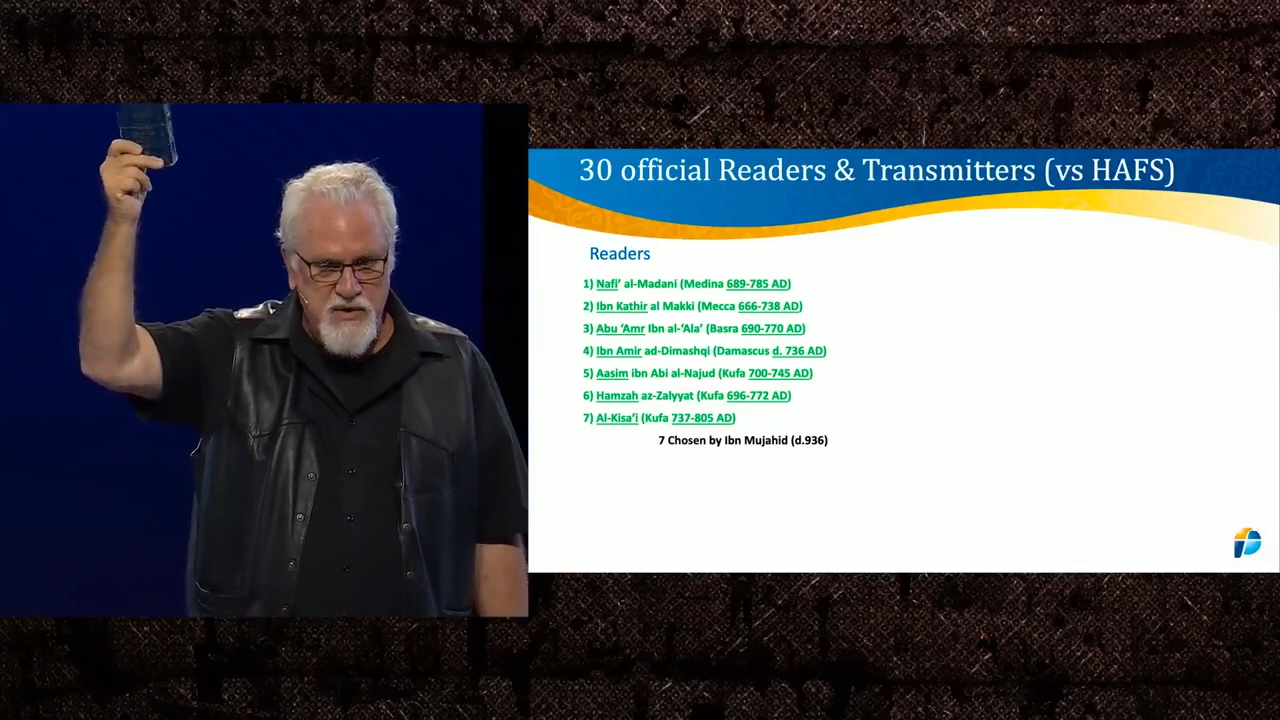 30 official Readers & Transmitters (vs HAFS)
Readers
1) Nafi’ al-Madani (Medina 689-785 AD)
2) Ibn Kathir al Makki (Mecca 666-738 AD)
3) Abu ‘Amr Ibn al-‘Ala’ (Basra 690-770 AD)
4) Ibn Amir ad-Dimashqi (Damascus d. 736 AD)
5) Aasim ibn Abi al-Najud (Kufa 700-745 AD)
6) Hamzah az-Zalyyat (Kufa 696-772 AD)
7) Al-Kisa’i (Kufa 737-805 AD)
7 Chosen by Ibn Mujahid (d.936)